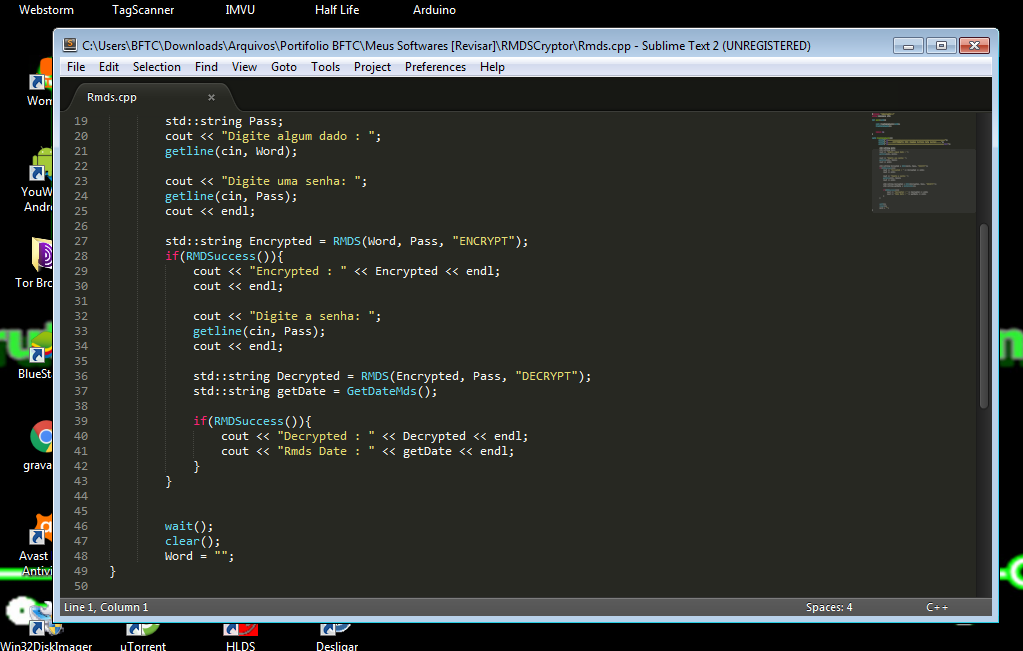 Webstorm TagScanner IMVU Half Life Arduino
C:\Users\BFTC\Downloads\Arquivos\Portifolio BFTC\Meus Softwares [Revisar]\RMDSCryptor\Rmds.cpp - Sublime Text 2 (UNREGISTERED)
File Edit Selection Find View Goto Tools Project Preferences Help
Rmds.cpp ×
19 std::string Pass;
20 cout << "Digite algum dado : ";
21 getline(cin, Word);
22
23 cout << "Digite uma senha: ";
24 getline(cin, Pass);
25 cout << endl;
26
27 std::string Encrypted = RMDS(Word, Pass, "ENCRYPT");
28 if(RMDSuccess()){
29 cout << "Encrypted : " << Encrypted << endl;
30 cout << endl;
31
32 cout << "Digite a senha: ";
33 getline(cin, Pass);
34 cout << endl;
35
36 std::string Decrypted = RMDS(Encrypted, Pass, "DECRYPT");
37 std::string getDate = GetDateMds();
38
39 if(RMDSuccess()){
40 cout << "Decrypted : " << Decrypted << endl;
41 cout << "Rmds Date : " << getDate << endl;
42 }
43 }
44
45
46 wait();
47 clear();
48 Word = "";
49 }
50
Line 1, Column 1 Spaces: 4 C++
Wom
YouW
Andro
Tor Bro
BlueSta
grava
Avast
Antivi
Win32DiskImager uTorrent HLDS Desligar